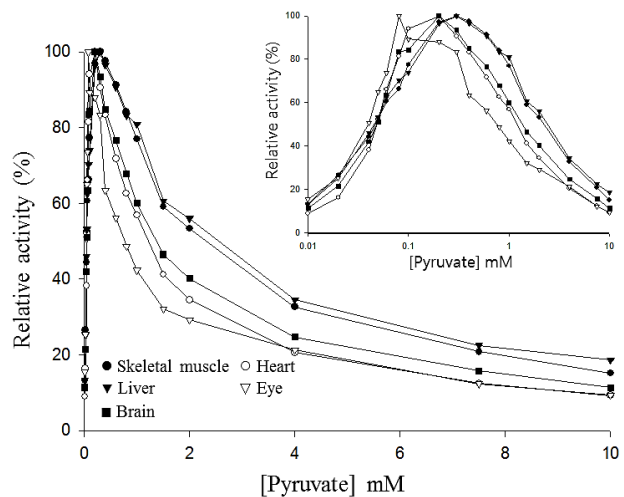 100
80
60
40
20
0
Relative activity (%)
0
2
4
6
8
10
[Pyruvate] mM
Skeletal muscle
Heart
Liver
Eye
Brain
100
80
60
40
20
0
Relative activity (%)
0.01
0.1
1
10
[Pyruvate] mM